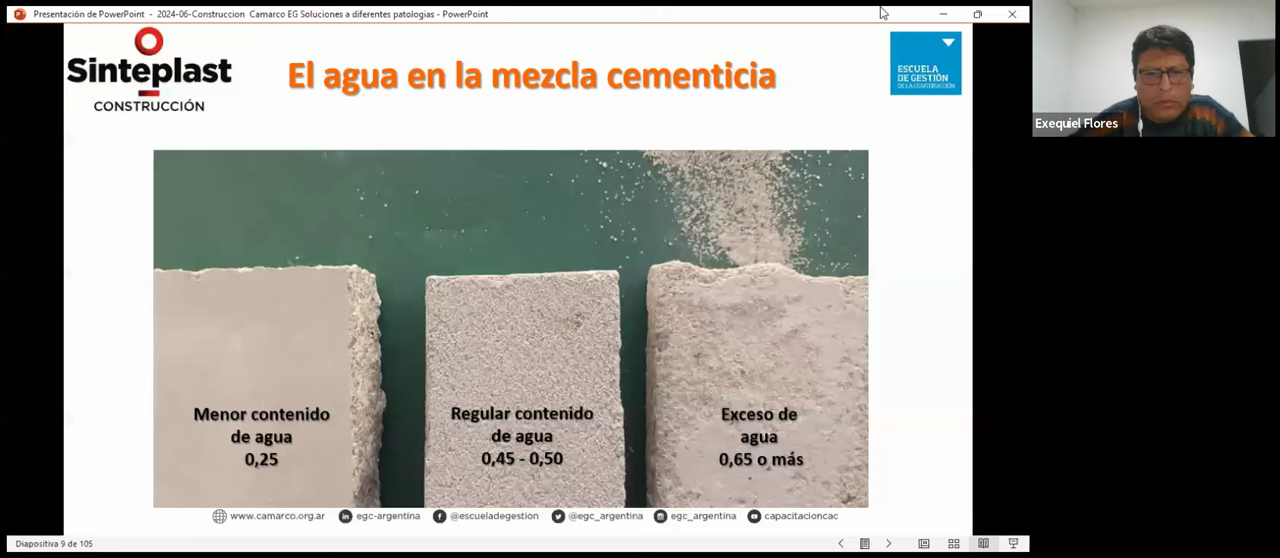 Presentación de PowerPoint - 2024-06-Construccion Camarco EG Soluciones a diferentes patologias - PowerPoint
Sinteplast
CONSTRUCCIÓN
El agua en la mezcla cementicia
ESCUELA
DE GESTIÓN
DE LA CONSTRUCCIÓN
Exequiel Flores
Menor contenido
de agua
0,25
Regular contenido
de agua
0,45 - 0,50
Exceso de
agua
0,65 o más
www.camarco.org.ar
egc-argentina
@escueladegestion
@egc_argentina
egc_argentina
capacitacioncac
Diapositiva 9 de 105